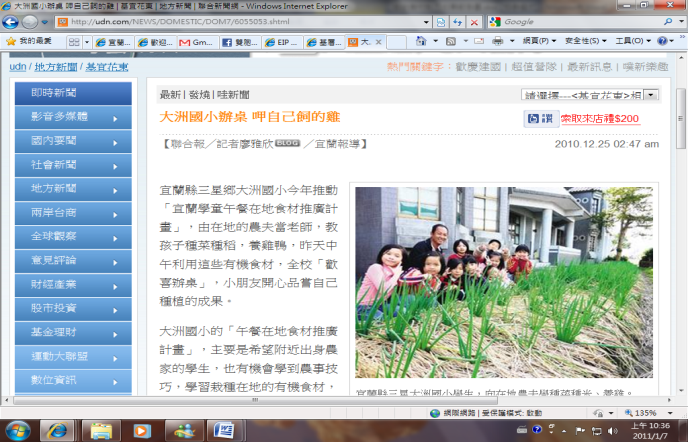 大洲國小辦桌 呷自己飼的雞 | 基宜花東 | 地方新聞 | 聯合新聞網 - Windows Internet Explorer
http://udn.com/NEWS/DOMESTIC/DOM7/6055053.shtml
Google
我的最愛
宜蘭...
歡迎...
Gm...
雙胞...
EIP ...
基署...
大...
網頁(P)
安全性(S)
工具(O)
udn / 地方新聞 / 基宜花東
熱門關鍵字：歡慶建國 | 超值營隊 | 最新訊息 | 嗅新樂趣
即時新聞
影音多媒體
國內要聞
社會新聞
地方新聞
兩岸台商
全球觀察
意見評論
財經產業
股市投資
基金理財
運動大聯盟
數位資訊
最新 | 發燒 | 哇新聞
請選擇---<基宜花東>相
大洲國小辦桌 呷自己飼的雞
讚
索取來店禮$200
【聯合報／記者廖雅欣 BLOG ／宜蘭報導】
2010.12.25 02:47 am
宜蘭縣三星鄉大洲國小今年推動
「宜蘭學童午餐在地食材推廣計
畫」，由在地的農夫當老師，教
孩子種菜種稻，養雞鴨，昨天中
午利用這些有機食材，全校「歡
喜辦桌」，小朋友開心品嘗自己
種植的成果。
大洲國小的「午餐在地食材推廣
計畫」，主要是希望附近出身農
家的學生，也有機會學到農事技
巧，學習栽種在地的有機食材，
宜蘭縣三星大洲國小學生，向在地農夫學種菜種米、養雞。
網際網路 | 受保護模式: 啟動
135%
上午 10:36
2011/1/7